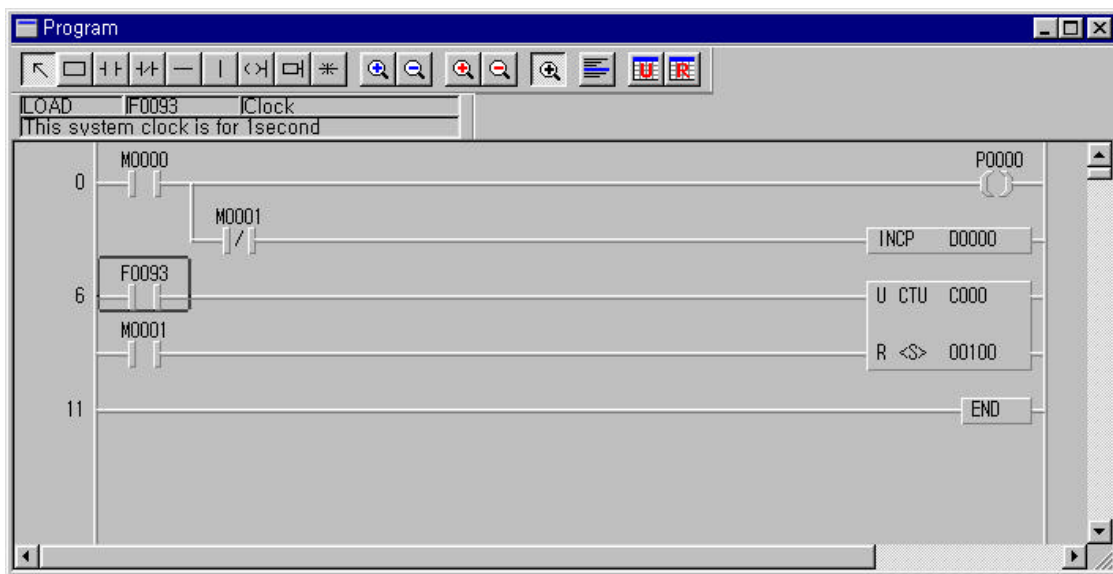 Program
U R
LOAD F0093 Clock
This system clock is for 1second
M0000 P0000
0
M0001
INCP D0000
F0093
6 U CTU C000
M0001
R <S> 00100
11 END